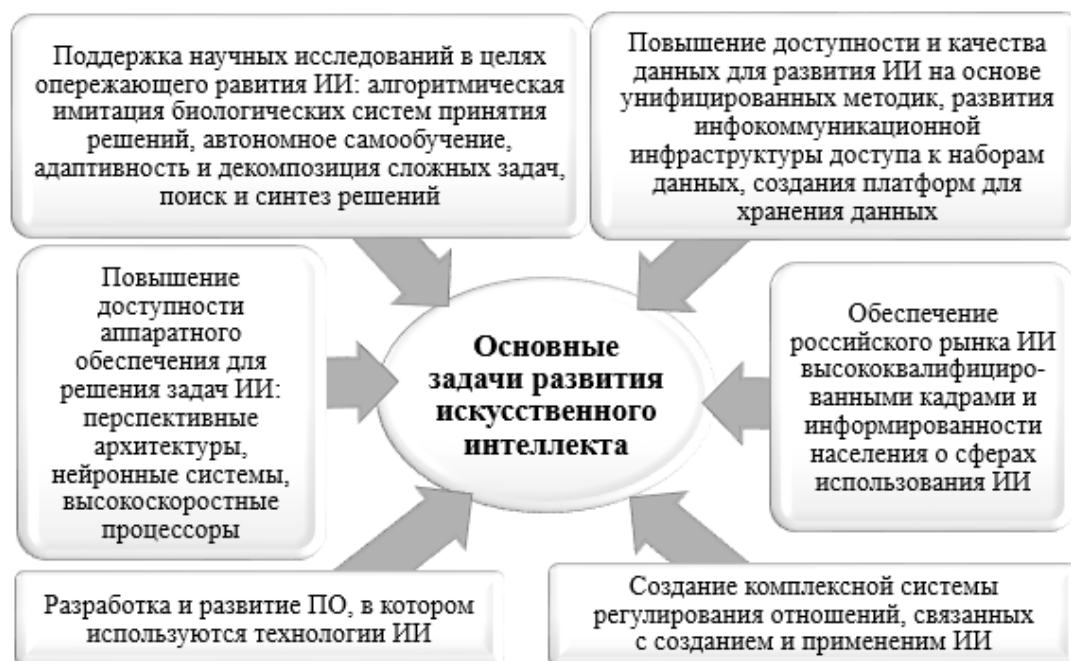 Поддержка научных исследований в целях
опережающего равития ИИ: алгоритмическая
имитация биологических систем принятия
решений, автономное самообучение,
адаптивность и декомпозиция сложных задач,
поиск и синтез решений
Повышение доступности и качества
данных для развития ИИ на основе
унифицированных методик, развития
инфокоммуникационной
инфраструктуры доступа к наборам
данных, создания платформ для
хранения данных
Повышение
доступности
аппаратного
обеспечения для
решения задач ИИ:
перспективные
архитектуры,
нейронные системы,
высокоскоростные
процессоры
Основные
задачи развития
искусственного
интеллекта
Обеспечение
российского рынка ИИ
высококвалифициро-
ванными кадрами и
информированности
населения о сферах
использования ИИ
Разработка и развитие ПО, в котором
используются технологии ИИ
Создание комплексной системы
регулирования отношений, связанных
с созданием и примененим ИИ